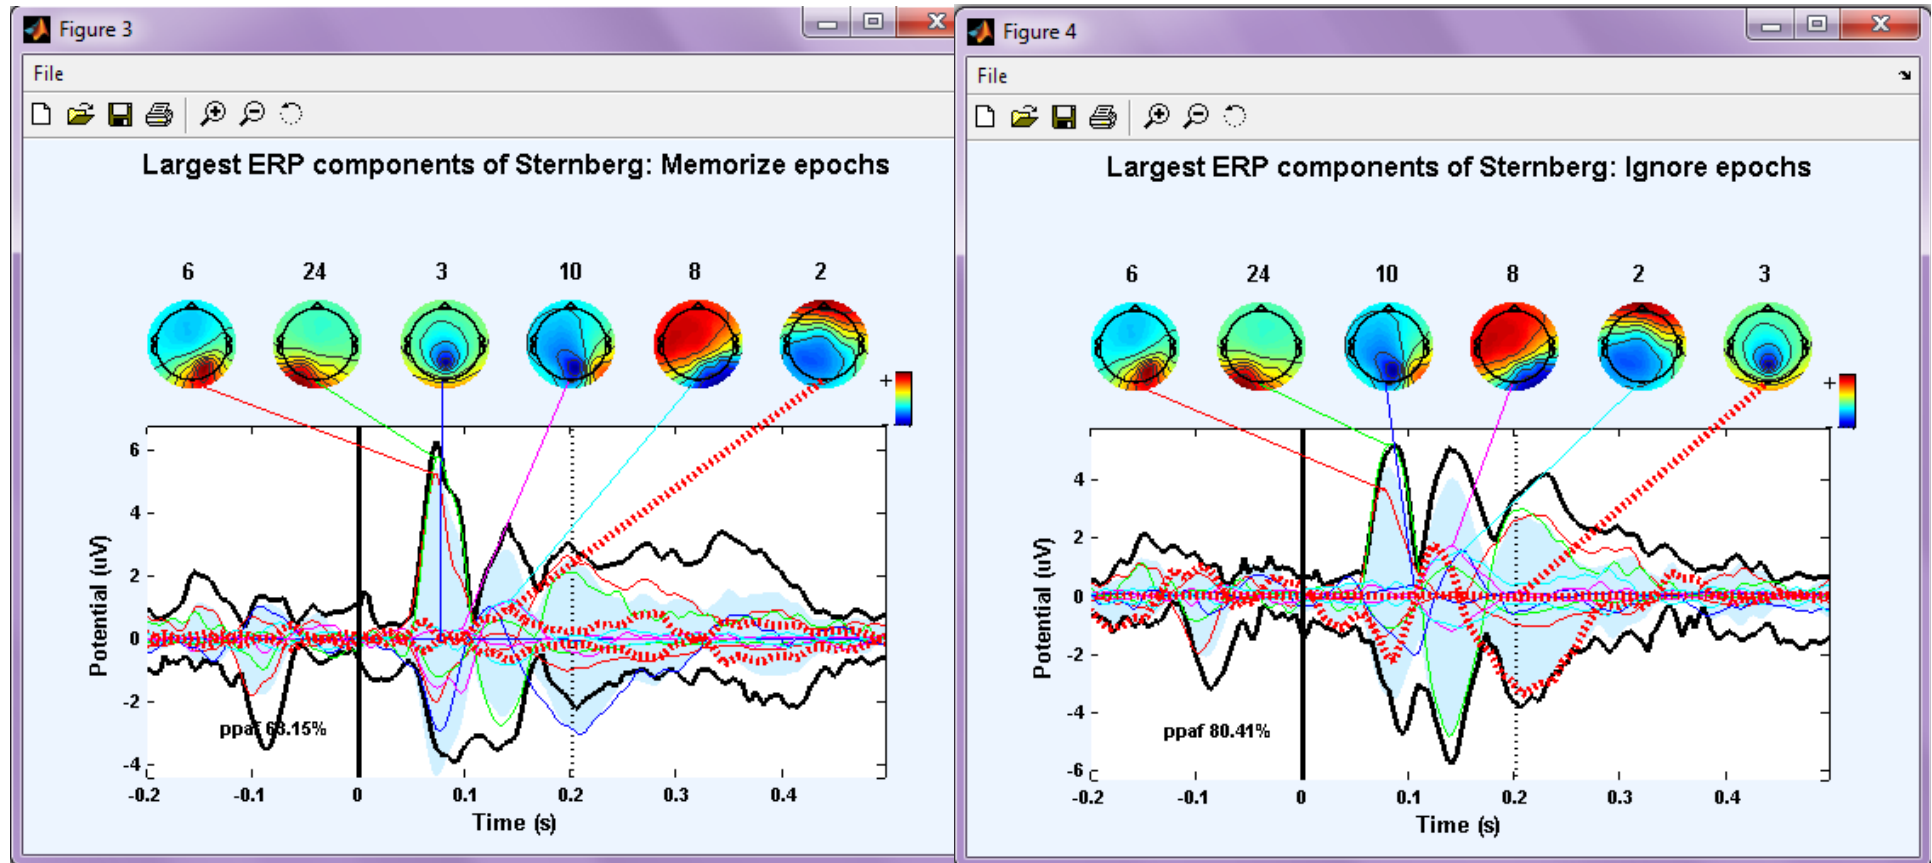 Figure 3
File
Largest ERP components of Sternberg: Memorize epochs
6 24 3 10 8 2
+
-
6
4
2
0
-2
-4
Potential (uV)
ppaf 68.15%
-0.2 -0.1 0 0.1 0.2 0.3 0.4
Time (s)
Figure 4
File
Largest ERP components of Sternberg: Ignore epochs
6 24 10 8 2 3
+
-
4
2
0
-2
-4
-6
Potential (uV)
ppaf 80.41%
-0.2 -0.1 0 0.1 0.2 0.3 0.4
Time (s)